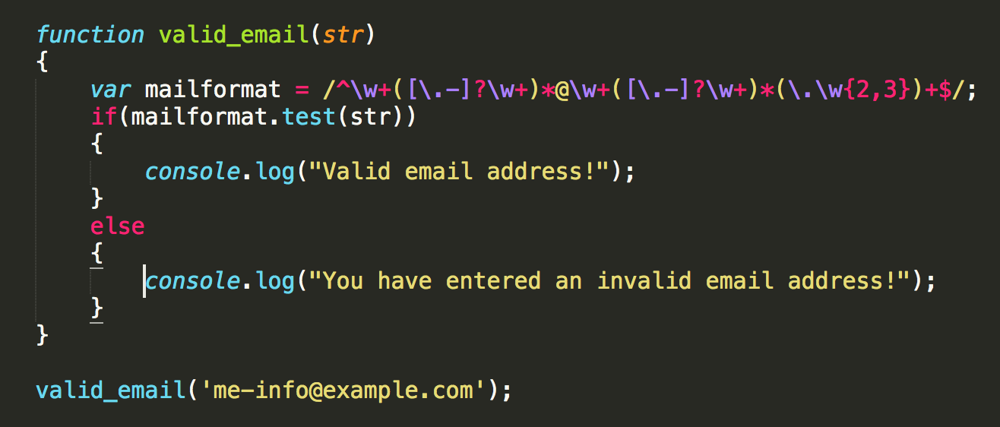 function valid_email(str)
{
    var mailformat = /^\w+([\.-]?\w+)*@\w+([\.-]?\w+)*(\.\w{2,3})+$/;
    if(mailformat.test(str))
    {
        console.log("Valid email address!");
    }
    else
    {
        console.log("You have entered an invalid email address!");
    }
}

valid_email('me-info@example.com');